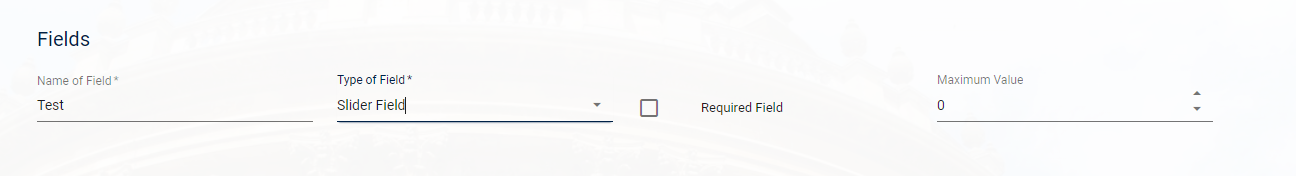 Fields
Name of Field*
Type of Field*
Maximum Value
Test
Slider Field
Required Field
0